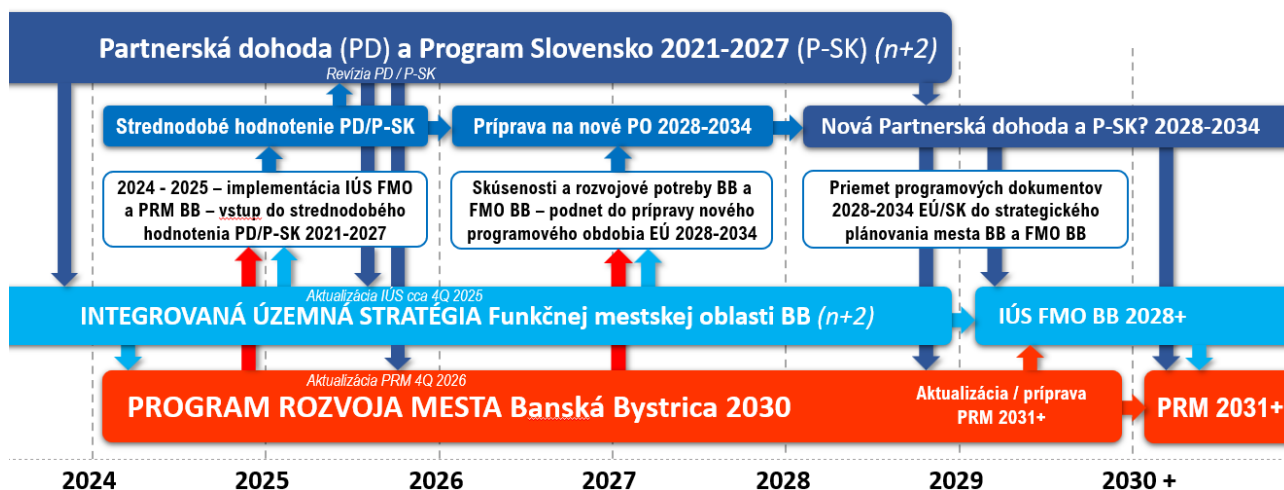 Partnerská dohoda (PD) a Program Slovensko 2021-2027 (P-SK) (n+2)
Revízia PD / P-SK
Strednodobé hodnotenie PD/P-SK
Príprava na nové PO 2028-2034
Nová Partnerská dohoda a P-SK? 2028-2034
2024 - 2025 – implementácia IÚS FMO
a PRM BB – vstup do strednodobého
hodnotenia PD/P-SK 2021-2027
Skúsenosti a rozvojové potreby BB a
FMO BB – podnet do prípravy nového
programového obdobia EÚ 2028-2034
Priemet programových dokumentov
2028-2034 EÚ/SK do strategického
plánovania mesta BB a FMO BB
Aktualizácia IÚS cca 4Q 2025
INTEGROVANÁ ÚZEMNÁ STRATÉGIA Funkčnej mestskej oblasti BB (n+2)
IÚS FMO BB 2028+
Aktualizácia PRM 4Q 2026
PROGRAM ROZVOJA MESTA Banská Bystrica 2030
Aktualizácia / príprava
PRM 2031+
PRM 2031+
2024 2025 2026 2027 2028 2029 2030 +